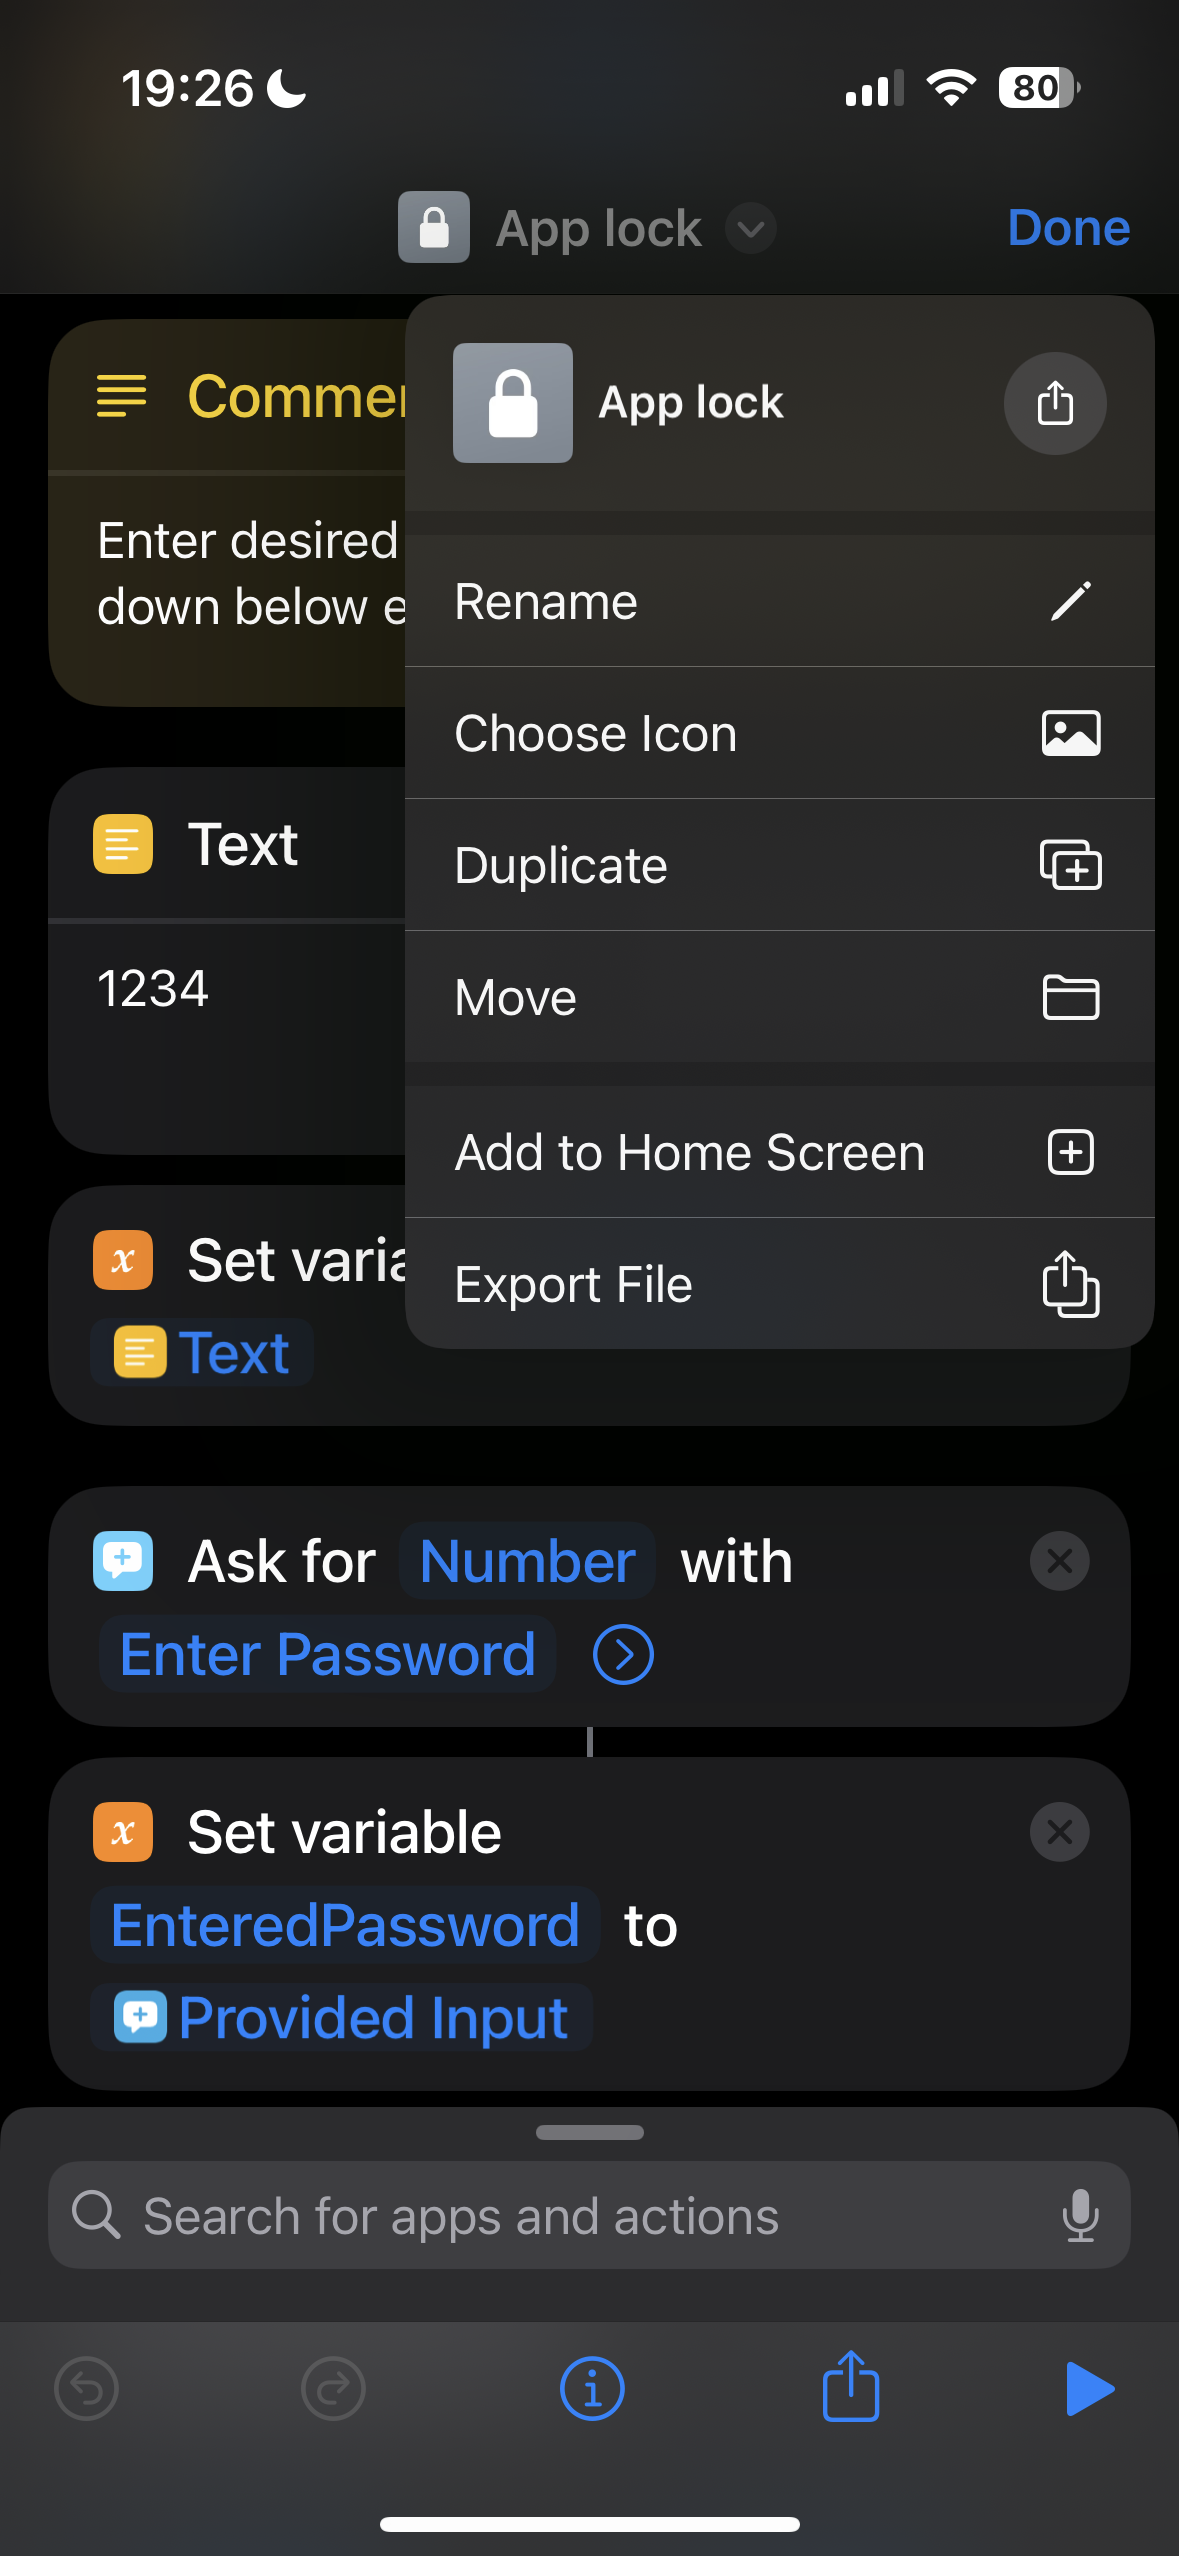 19:26
80
App lock
Done
App lock
Rename
Choose Icon
Duplicate
Move
Add to Home Screen
Export File
Enter desired
down below
Text
1234
Set
Text
Ask for Number with
Enter Password
Set variable
EnteredPassword to
Provided Input
Search for apps and actions